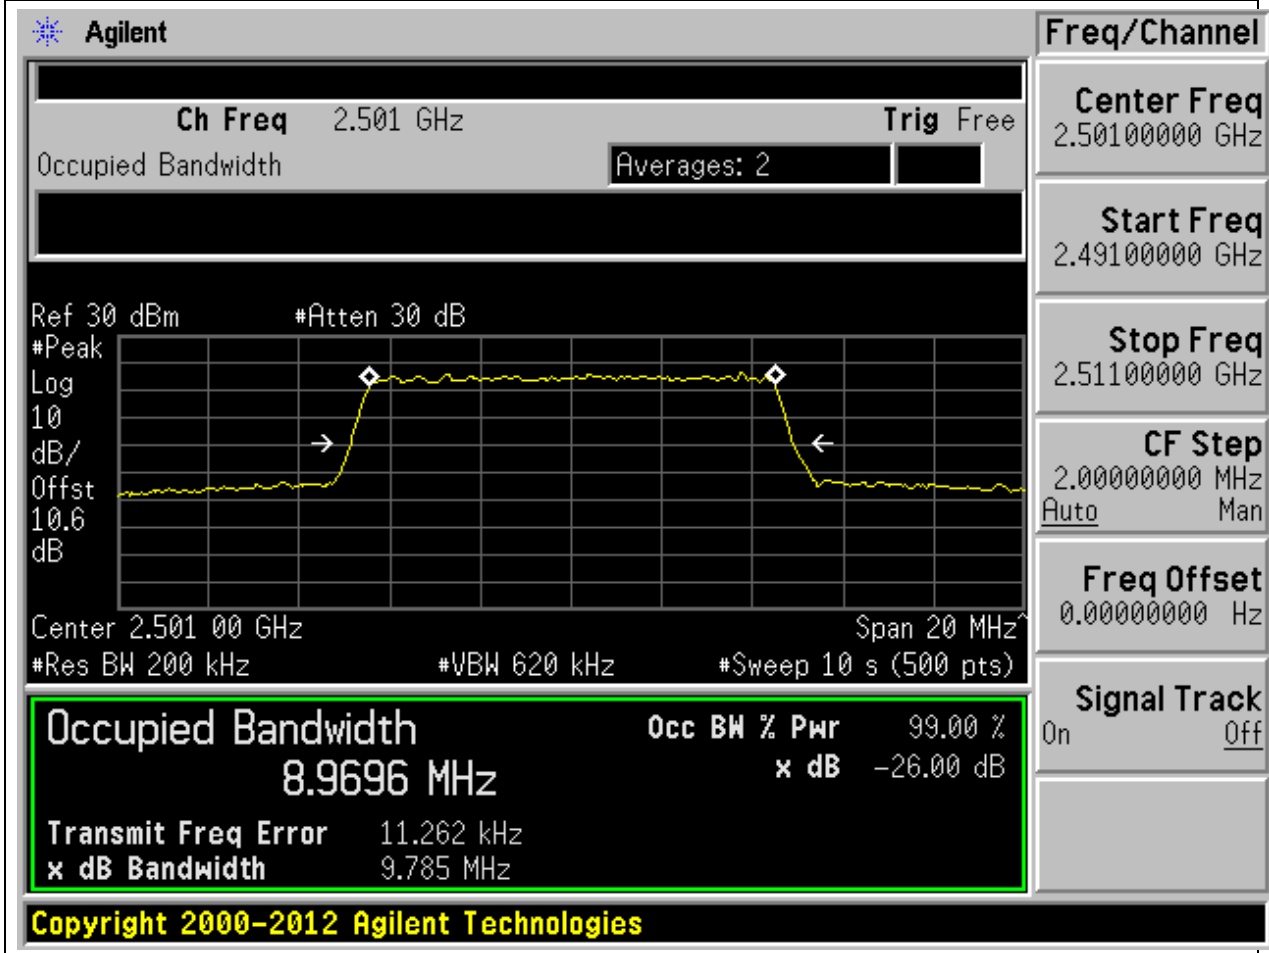 Agilent
Freq/Channel
Ch Freq 2.501 GHz Trig Free
Occupied Bandwidth Averages: 2
Center Freq
2.50100000 GHz
Start Freq
2.49100000 GHz
Stop Freq
2.51100000 GHz
CF Step
2.00000000 MHz
Auto Man
Freq Offset
0.00000000 Hz
Signal Track
On Off
Ref 30 dBm #Atten 30 dB
#Peak
Log
10
dB/
Offst
10.6
dB
Center 2.501 00 GHz Span 20 MHz^
#Res BW 200 kHz #VBW 620 kHz #Sweep 10 s (500 pts)
Occupied Bandwidth Occ BW % Pwr 99.00 %
8.9696 MHz x dB -26.00 dB
Transmit Freq Error 11.262 kHz
x dB Bandwidth 9.785 MHz
Copyright 2000-2012 Agilent Technologies